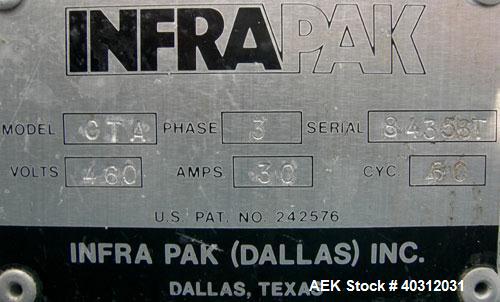 INFRAPAK
MODEL CTA PHASE 3 SERIAL 84353T
VOLTS 460 AMPS 30 CYC 60
U.S. PAT. NO. 242576
INFRA PAK (DALLAS) INC.
DALLAS, TEXAS
AEK Stock # 40312031